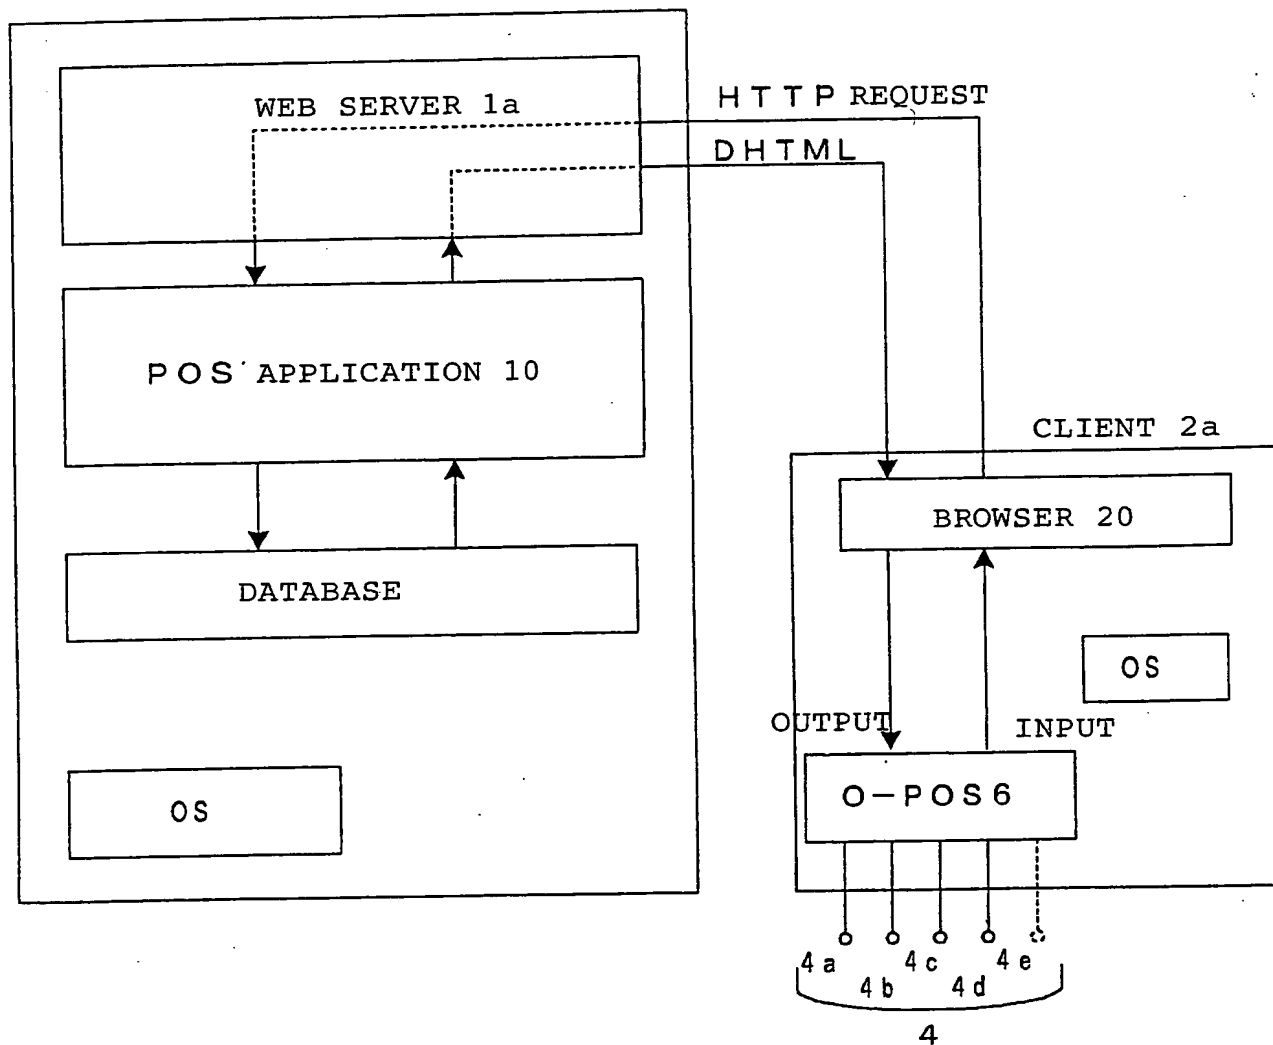 WEB SERVER 1a
HTTP REQUEST
DHTML
POS APPLICATION 10
CLIENT 2a
BROWSER 20
DATABASE
OS
OUTPUT
INPUT
O-POS6
OS
4a
4b
4c
4d
4e
4